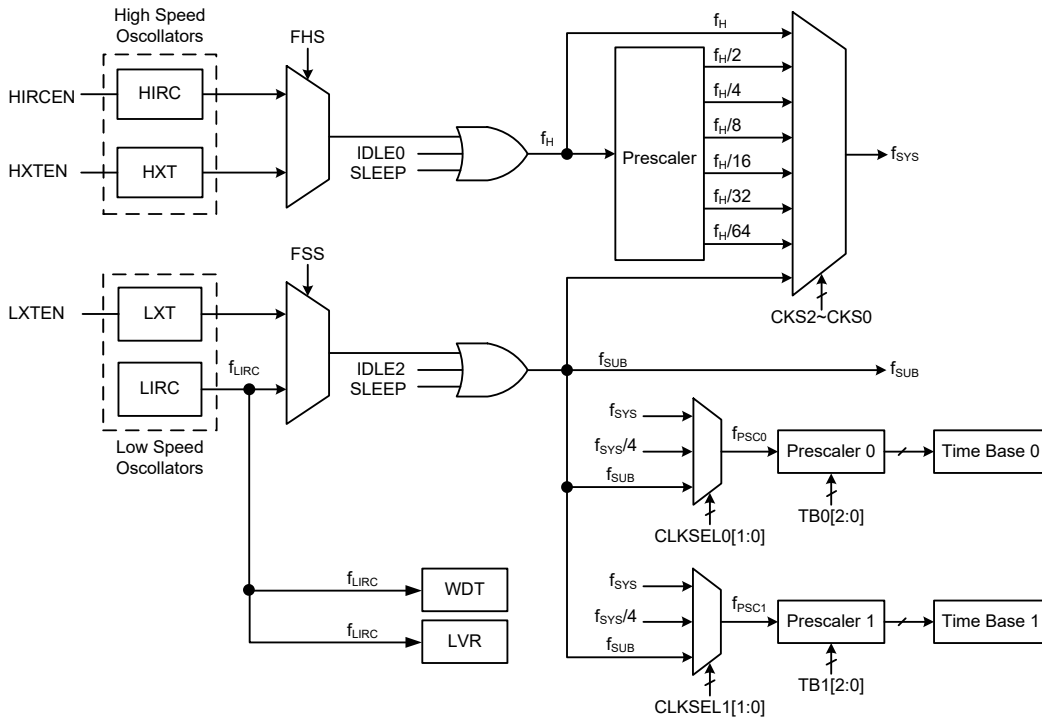 High Speed
Oscollators
FHS
HIRCEN
HIRC
HXTEN
HXT
IDLE0
SLEEP
fH
Prescaler
fH
fH/2
fH/4
fH/8
fH/16
fH/32
fH/64
fSYS
CKS2~CKS0
FSS
LXTEN
LXT
LIRC
fLIRC
Low Speed
Oscollators
IDLE2
SLEEP
fSUB
fSUB
fSYS
fSYS/4
fSUB
fPSC0
Prescaler 0
Time Base 0
CLKSEL0[1:0]
TB0[2:0]
fLIRC
WDT
fLIRC
LVR
fSYS
fSYS/4
fSUB
fPSC1
Prescaler 1
Time Base 1
CLKSEL1[1:0]
TB1[2:0]